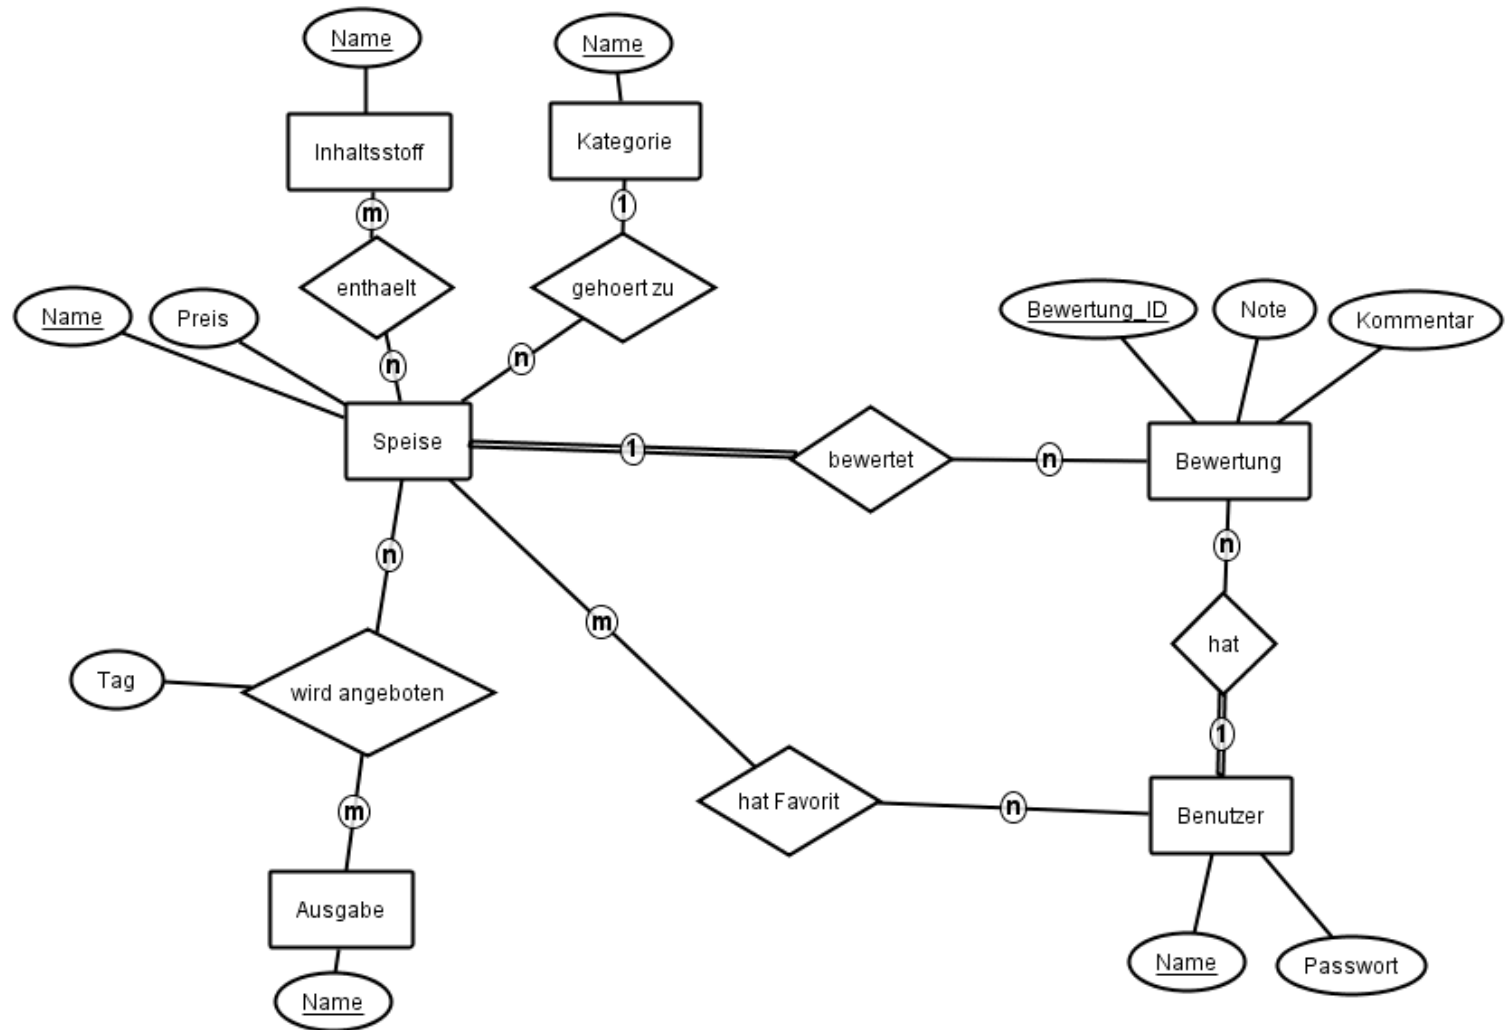 Name
Name
Inhaltsstoff
Kategorie
m
1
enthaelt
gehoert zu
Name
Preis
Bewertung_ID
Note
Kommentar
n
n
Speise
1
bewertet
n
Bewertung
n
n
m
hat
Tag
wird angeboten
1
m
hat Favorit
n
Benutzer
Ausgabe
Name
Passwort
Name